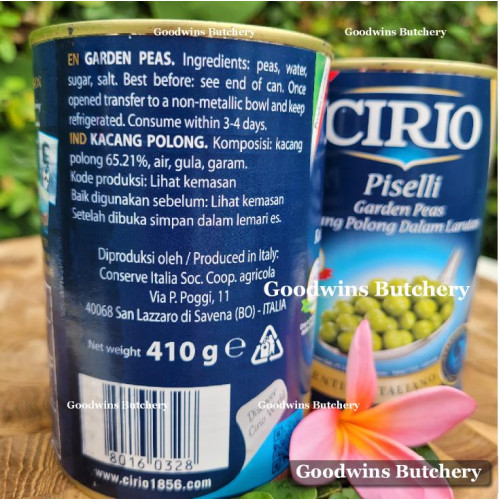 Goodwins Butchery
Goodwins Butchery
EN GARDEN PEAS. Ingredients: peas, water,
sugar, salt. Best before: see end of can. Once
opened transfer to a non-metallic bowl and keep
refrigerated. Consume within 3-4 days.
IND KACANG POLONG. Komposisi: kacang
polong 65.21%, air, gula, garam.
Kode produksi: Lihat kemasan
Baik digunakan sebelum: Lihat kemasan
Setelah dibuka simpan dalam lemari es.
Diproduksi oleh / Produced in Italy:
Conserve Italia Soc. Coop. agricola
Via P. Poggi, 11
40068 San Lazzaro di Savena (BO) - ITALIA
Net weight 410 g e
8016 0328
www.cirio1856.com
CIRIO
Piselli
Garden Peas
Polong Dalam
Goodwins Butchery
ITALIANO
Goodwins Butchery
Goodwins Butchery
Goodwins Butchery